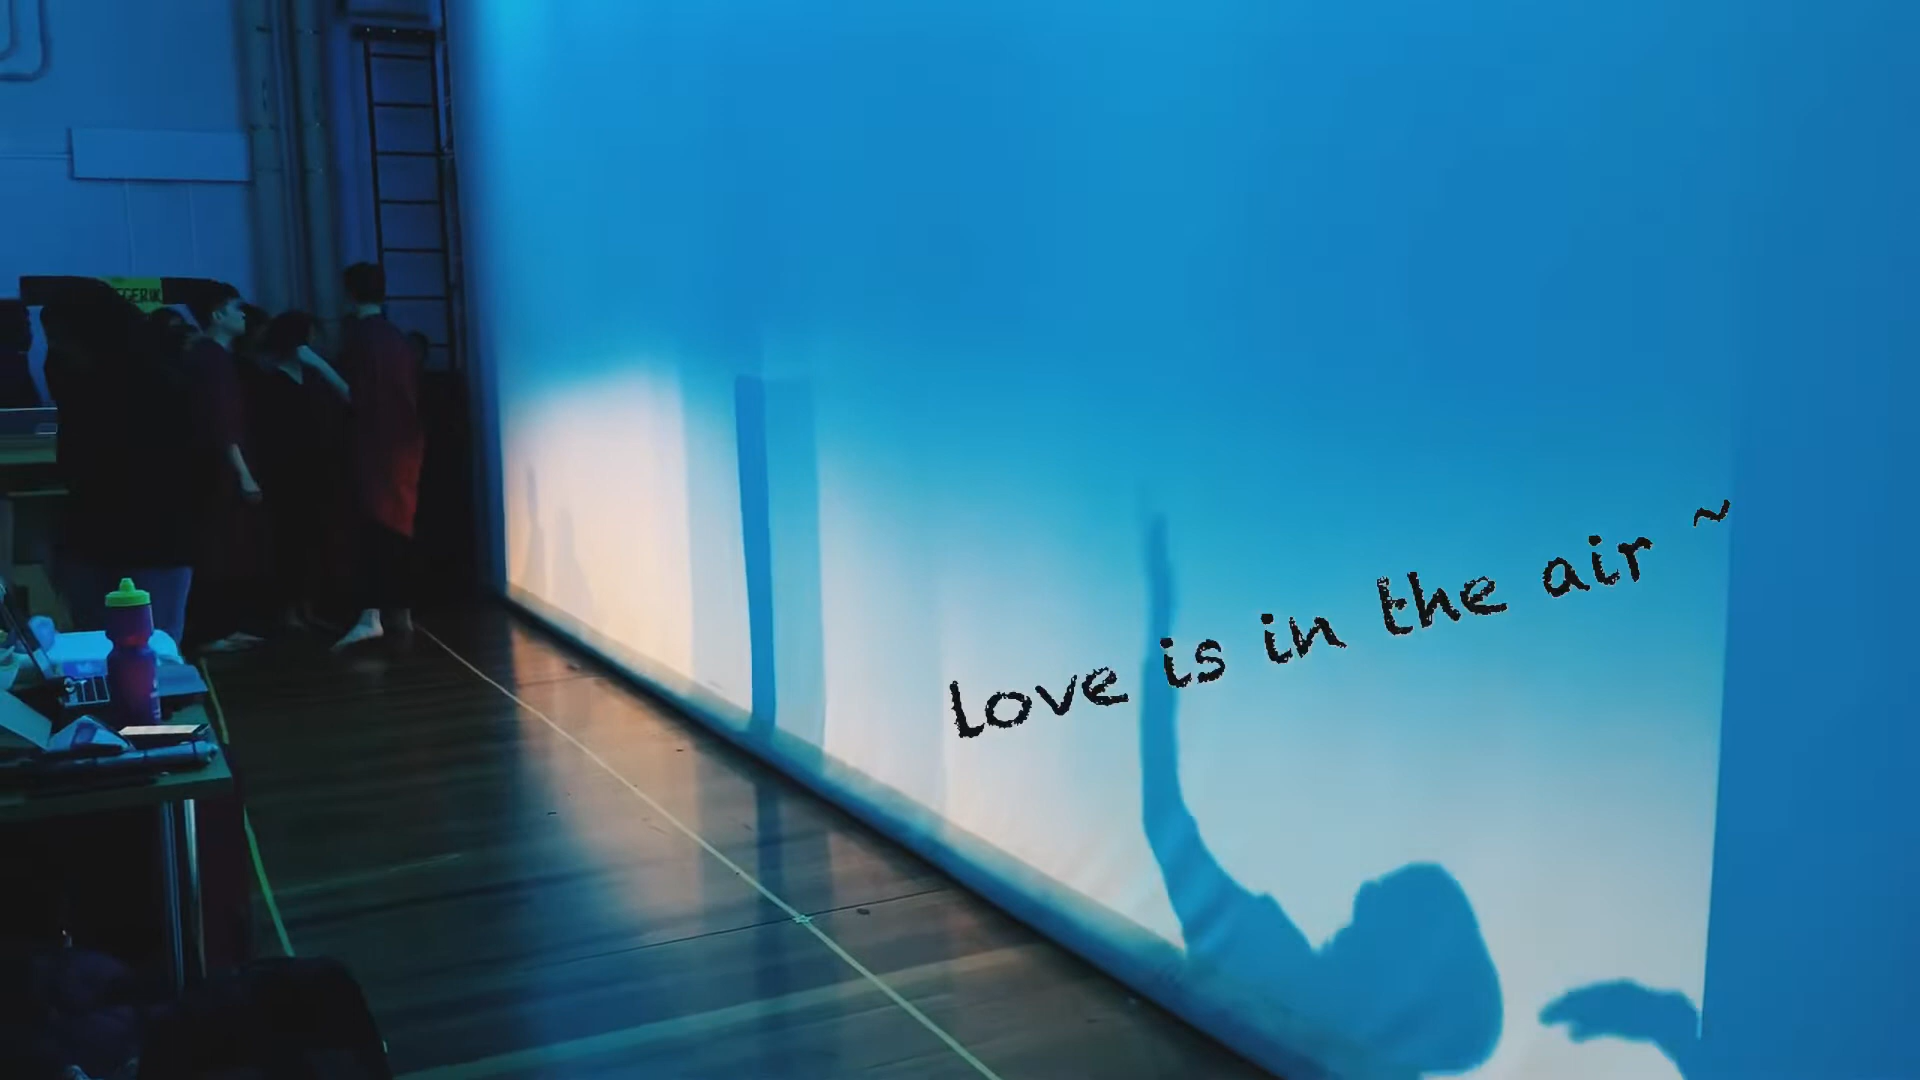 love is in the air ~